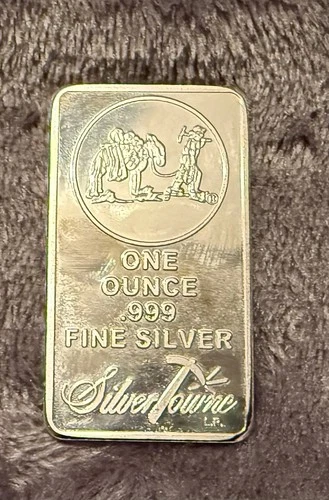 ONE
OUNCE
.999
FINE SILVER
SilverTowne
L.P.